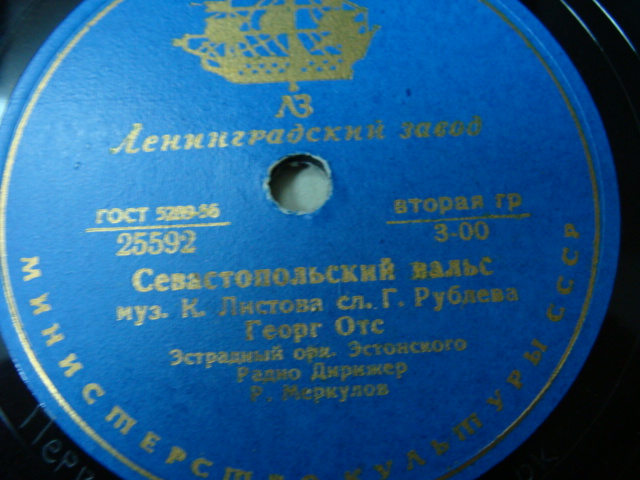 ЛЗ
Ленинградский завод
ГОСТ 5289-56
25592
вторая гр
3-00
Севастопольский вальс
муз. К. Листова сл. Г. Рублева
Георг Отс
Эстрадный орк. Эстонского
Радио Дирижер
Р. Меркулов
МИНИСТЕРСТВО КУЛЬТУРЫ СССР